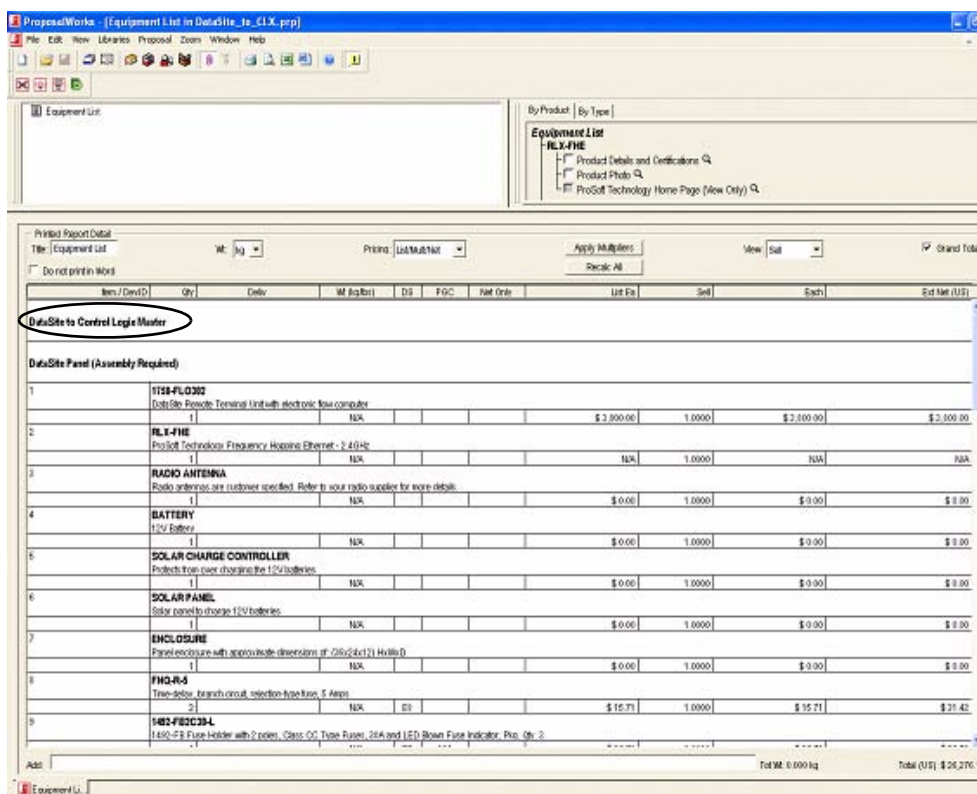 ProposalWorks - [Equipment List in DataSite_to_CLX.prp]
File Edit View Libraries Proposal Zoom Window Help
Equipment List
By Product By Type
Equipment List
RLX-FHE
Product Details and Certifications
Product Photo
ProSoft Technology Home Page (View Only)
Printed Report Detail
Title: Equipment List Wt: kg Pricing: List/Mult/Net Apply Multipliers View: Sell Grand Tota
Do not print in Word Recalc All
Item / DevID Qty Deliv Wt (kg/lbs) DS PGC Net Only List Ea Sell Each Ext Net (US)
DataSite to Control Logix Master
DataSite Panel (Assembly Required)
1 1758-FLO302
DataSite Remote Terminal Unit with electronic flow computer
1 N/A 1.0000
2 RLX-FHE
ProSoft Technology Frequency Hopping Ethernet - 2.4GHz
1 N/A N/A 1.0000 N/A N/A
3 RADIO ANTENNA
Radio antennas are customer specified. Refer to your radio supplier for more details.
1 N/A $ 0.00 1.0000 $ 0.00 $ 0.00
4 BATTERY
12V Battery
1 N/A $ 0.00 1.0000 $ 0.00 $ 0.00
5 SOLAR CHARGE CONTROLLER
Protects from over charging the 12V batteries
1 N/A $ 0.00 1.0000 $ 0.00 $ 0.00
6 SOLAR PANEL
Solar panel to charge 12V batteries
1 N/A $ 0.00 1.0000 $ 0.00 $ 0.00
7 ENCLOSURE
Panel enclosure with approximate dimensions of: (36x24x12) HxWxD
1 N/A $ 0.00 1.0000 $ 0.00 $ 0.00
8 FNQ-R-5
Time-delay, branch circuit, rejection-type fuse, 5 Amps
2 N/A $ 15.71 1.0000 $ 15.71 $ 31.42
9 1492-FB2C30-L
1492-FB Fuse Holder with 2 poles, Class CC Type Fuses, 30A and LED Blown Fuse Indicator, Pkg. Qty: 3
Add: Tot Wt: 0.000 kg Total (US): $ 26,276.
Equipment Li...